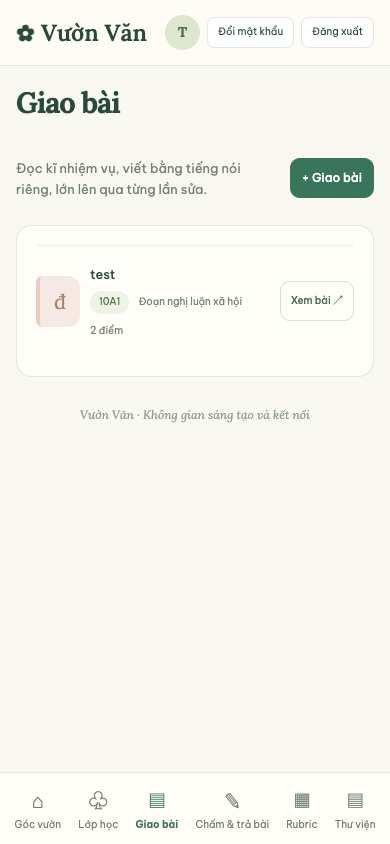 Vườn Văn
T
Đổi mật khẩu
Đăng xuất
Giao bài
Đọc kĩ nhiệm vụ, viết bằng tiếng nói
riêng, lớn lên qua từng lần sửa.
+ Giao bài
đ
test
10A1
Đoạn nghị luận xã hội
2 điểm
Xem bài ↗
Vườn Văn · Không gian sáng tạo và kết nối
Góc vườn
Lớp học
Giao bài
Chấm & trả bài
Rubric
Thư viện